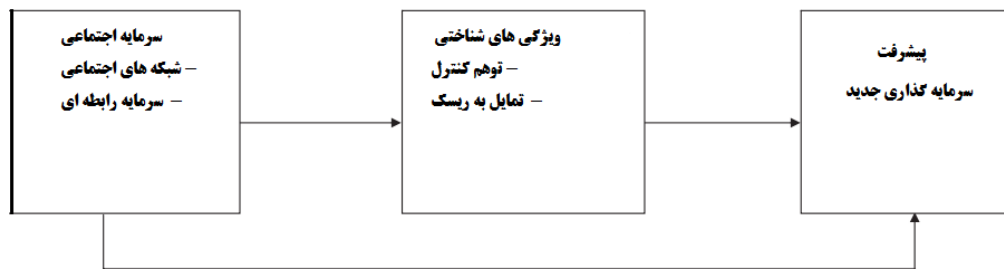 سرمایه اجتماعی
– شبکه های اجتماعی
– سرمایه رابطه ای
ویژگی های شناختی
– توهم کنترل
– تمایل به ریسک
پیشرفت
سرمایه گذاری جدید